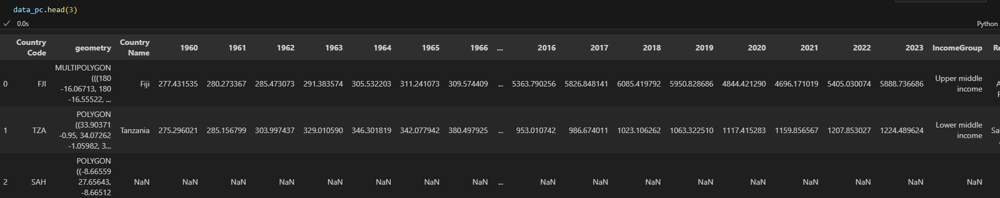 data_pc.head(3)
0.0s
Python
Country Code geometry Country Name 1960 1961 1962 1963 1964 1965 1966 ... 2016 2017 2018 2019 2020 2021 2022 2023 IncomeGroup Re
0 FJI MULTIPOLYGON (((180 -16.06713, 180 -16.55522, ... Fiji 277.431535 280.273367 285.473073 291.383574 305.532203 311.241073 309.574409 ... 5363.790256 5826.848141 6085.419792 5950.828686 4844.421290 4696.171019 5405.030074 5888.736686 Upper middle income
1 TZA POLYGON ((33.90371 -0.95, 34.07262 -1.05982, 3... Tanzania 275.296021 285.156799 303.997437 329.010590 346.301819 342.077942 380.497925 ... 953.010742 986.674011 1023.106262 1063.322510 1117.415283 1159.856567 1207.853027 1224.489624 Lower middle income Sal
2 SAH POLYGON ((-8.66559 27.65643, -8.66512 NaN NaN NaN NaN NaN NaN NaN NaN ... NaN NaN NaN NaN NaN NaN NaN NaN NaN